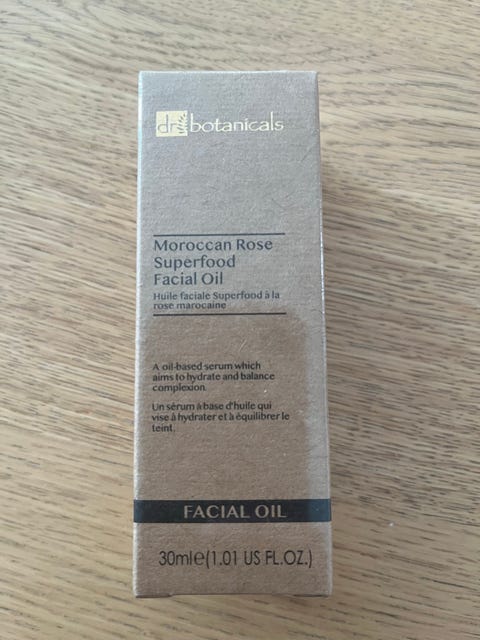 dr botanicals
Moroccan Rose
Superfood
Facial Oil
Huile faciale Superfood à la
rose marocaine
A oil-based serum which
aims to hydrate and balance
complexion.
Un sérum à base d'huile qui
vise à hydrater et à équilibrer le
teint.
FACIAL OIL
30ml℮(1.01 US FL.OZ.)